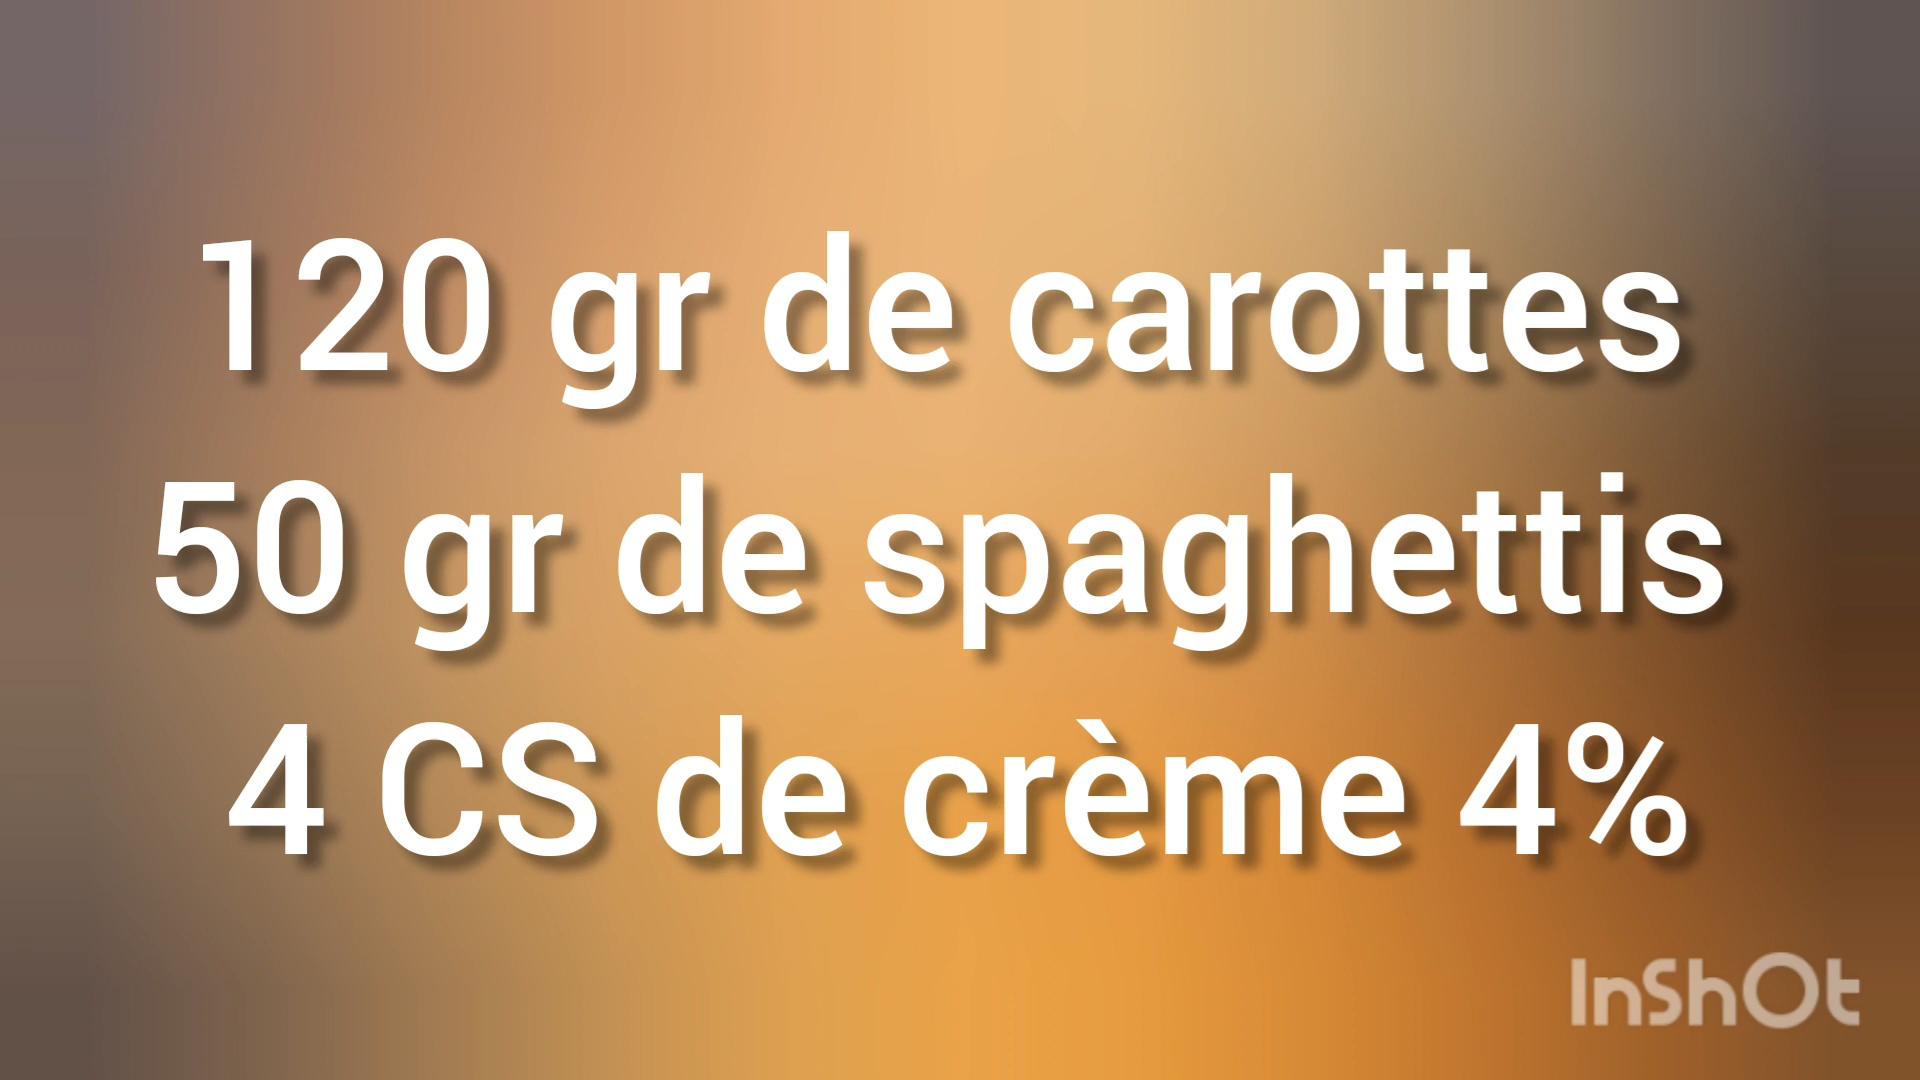 120 gr de carottes
50 gr de spaghettis
4 CS de crème 4%
InShOt